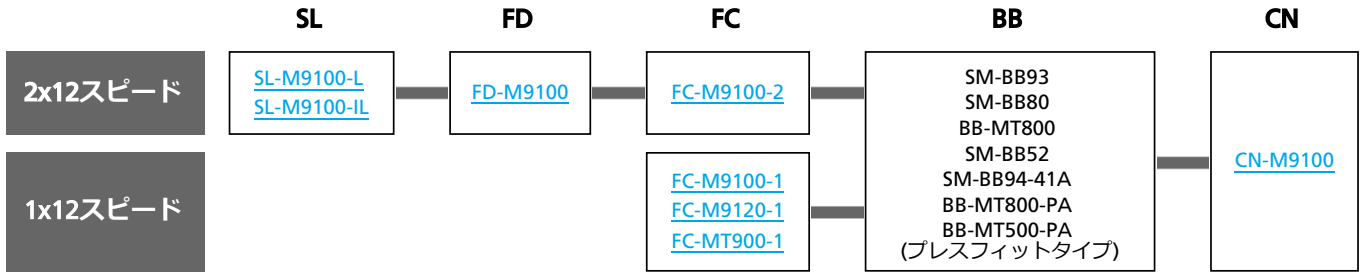 SL FD FC BB CN
2x12スピード
SL-M9100-L
SL-M9100-IL
FD-M9100
FC-M9100-2
SM-BB93
SM-BB80
BB-MT800
SM-BB52
SM-BB94-41A
BB-MT800-PA
BB-MT500-PA
(プレスフィットタイプ)
CN-M9100
1x12スピード
FC-M9100-1
FC-M9120-1
FC-MT900-1